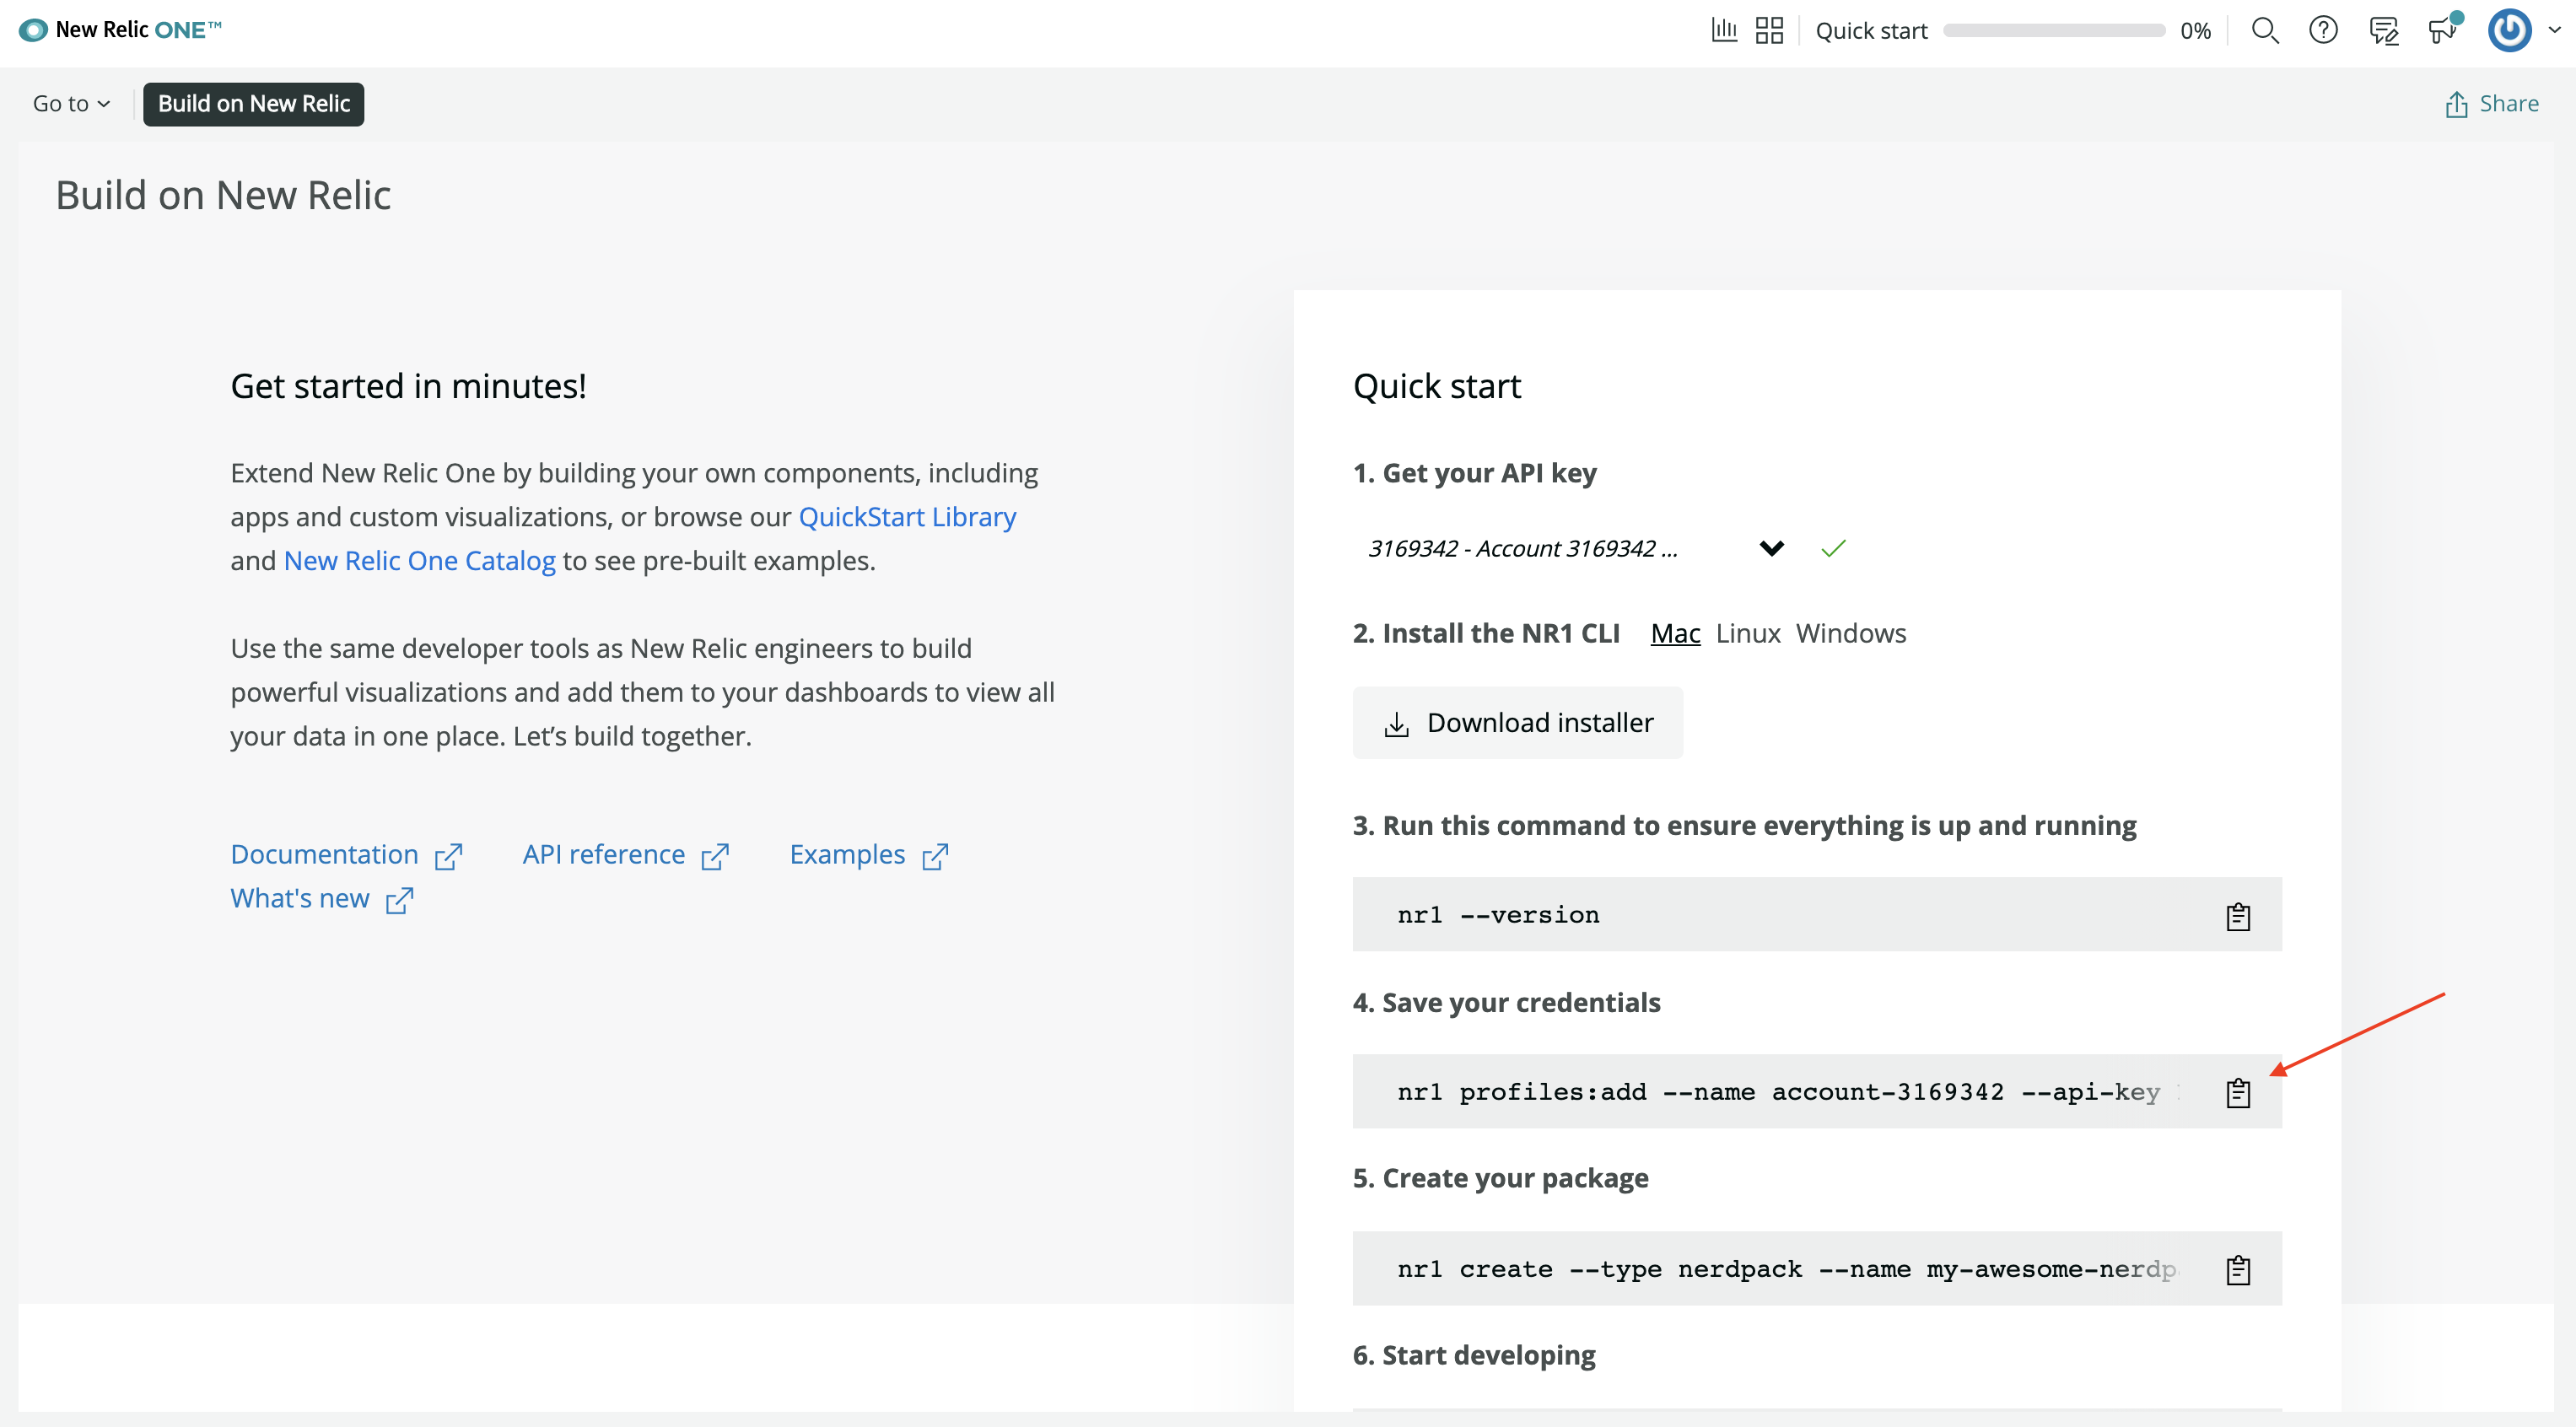 New Relic ONE™
Quick start 0%
Go to
Build on New Relic
Share
Build on New Relic
Get started in minutes!
Extend New Relic One by building your own components, including
apps and custom visualizations, or browse our QuickStart Library
and New Relic One Catalog to see pre-built examples.
Use the same developer tools as New Relic engineers to build
powerful visualizations and add them to your dashboards to view all
your data in one place. Let’s build together.
Documentation API reference Examples
What's new
Quick start
1. Get your API key
3169342 - Account 3169342 ...
2. Install the NR1 CLI Mac Linux Windows
Download installer
3. Run this command to ensure everything is up and running
nr1 --version
4. Save your credentials
nr1 profiles:add --name account-3169342 --api-key
5. Create your package
nr1 create --type nerdpack --name my-awesome-nerdp
6. Start developing